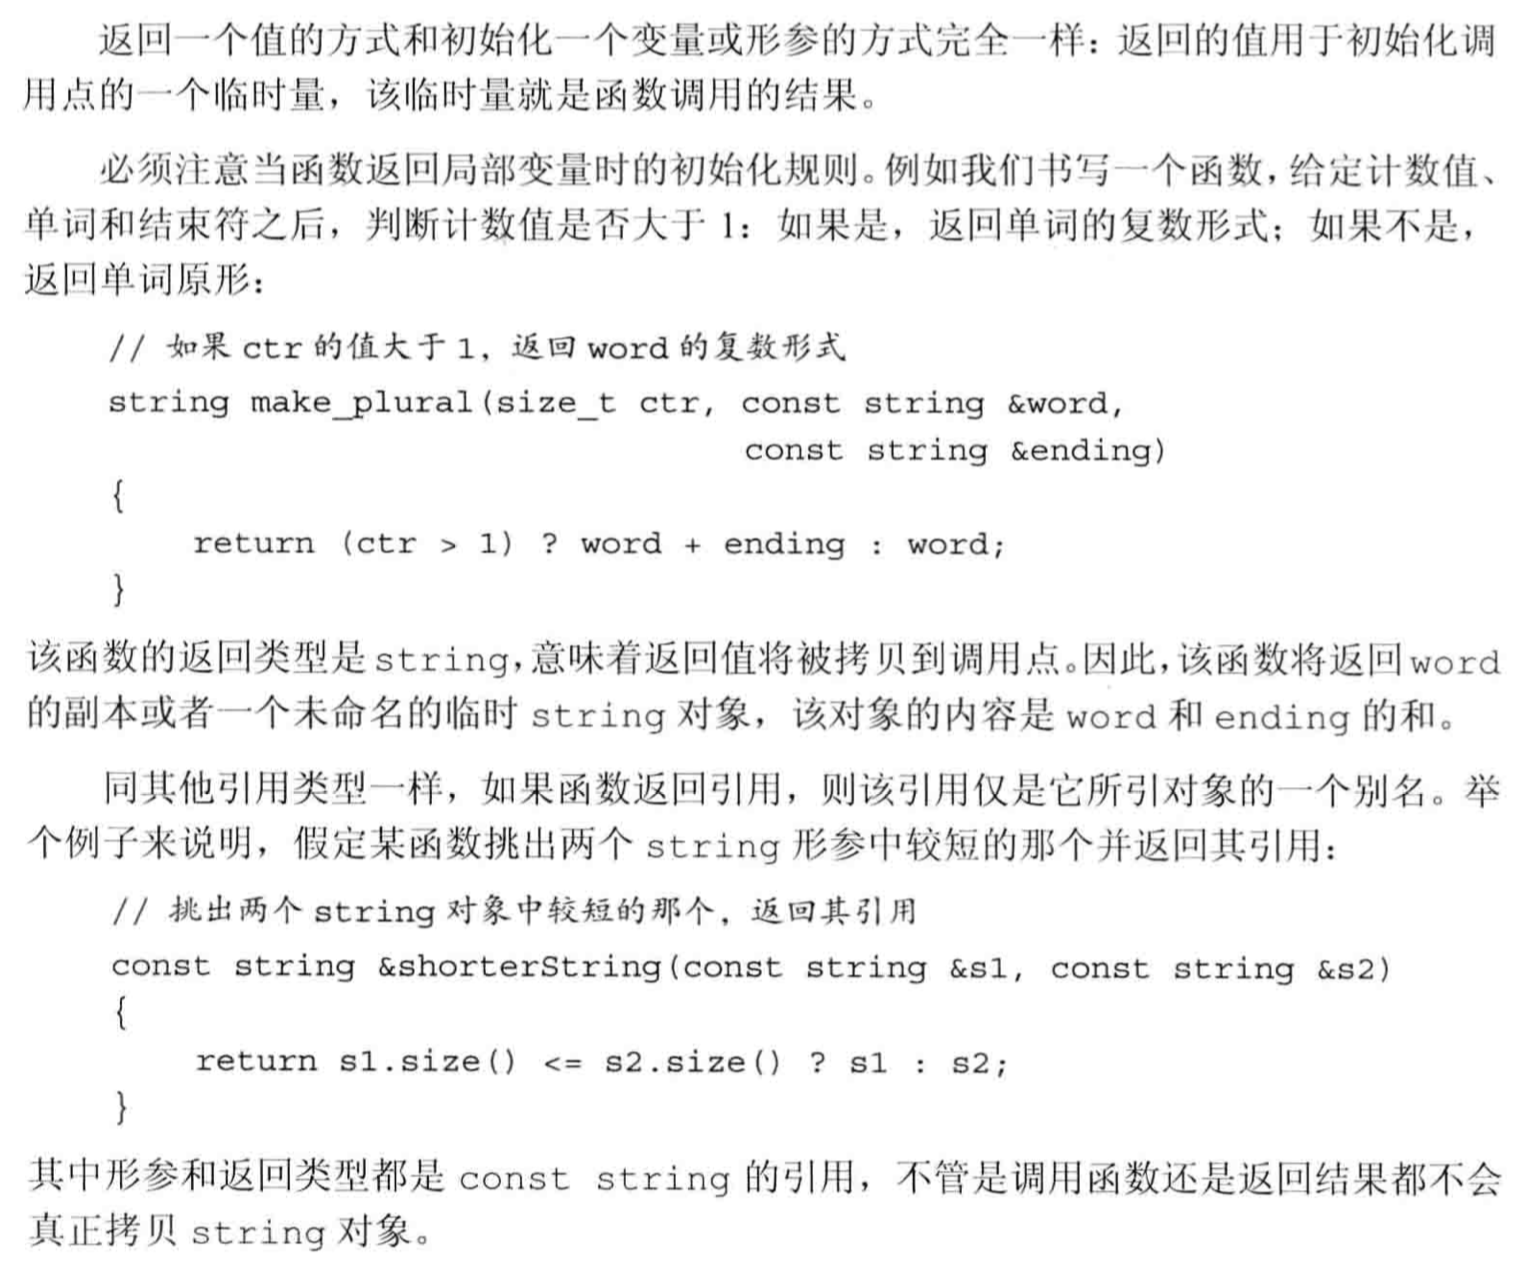 返回一个值的方式和初始化一个变量或形参的方式完全一样：返回的值用于初始化调
用点的一个临时量，该临时量就是函数调用的结果。
必须注意当函数返回局部变量时的初始化规则。例如我们书写一个函数，给定计数值、
单词和结束符之后，判断计数值是否大于 1：如果是，返回单词的复数形式；如果不是，
返回单词原形：
// 如果 ctr 的值大于 1，返回 word 的复数形式
string make_plural(size_t ctr, const string &word,
const string &ending)
{
return (ctr > 1) ? word + ending : word;
}
该函数的返回类型是 string，意味着返回值将被拷贝到调用点。因此，该函数将返回 word
的副本或者一个未命名的临时 string 对象，该对象的内容是 word 和 ending 的和。
同其他引用类型一样，如果函数返回引用，则该引用仅是它所引对象的一个别名。举
个例子来说明，假定某函数挑出两个 string 形参中较短的那个并返回其引用：
// 挑出两个 string 对象中较短的那个，返回其引用
const string &shorterString(const string &s1, const string &s2)
{
return s1.size() <= s2.size() ? s1 : s2;
}
其中形参和返回类型都是 const string 的引用，不管是调用函数还是返回结果都不会
真正拷贝 string 对象。